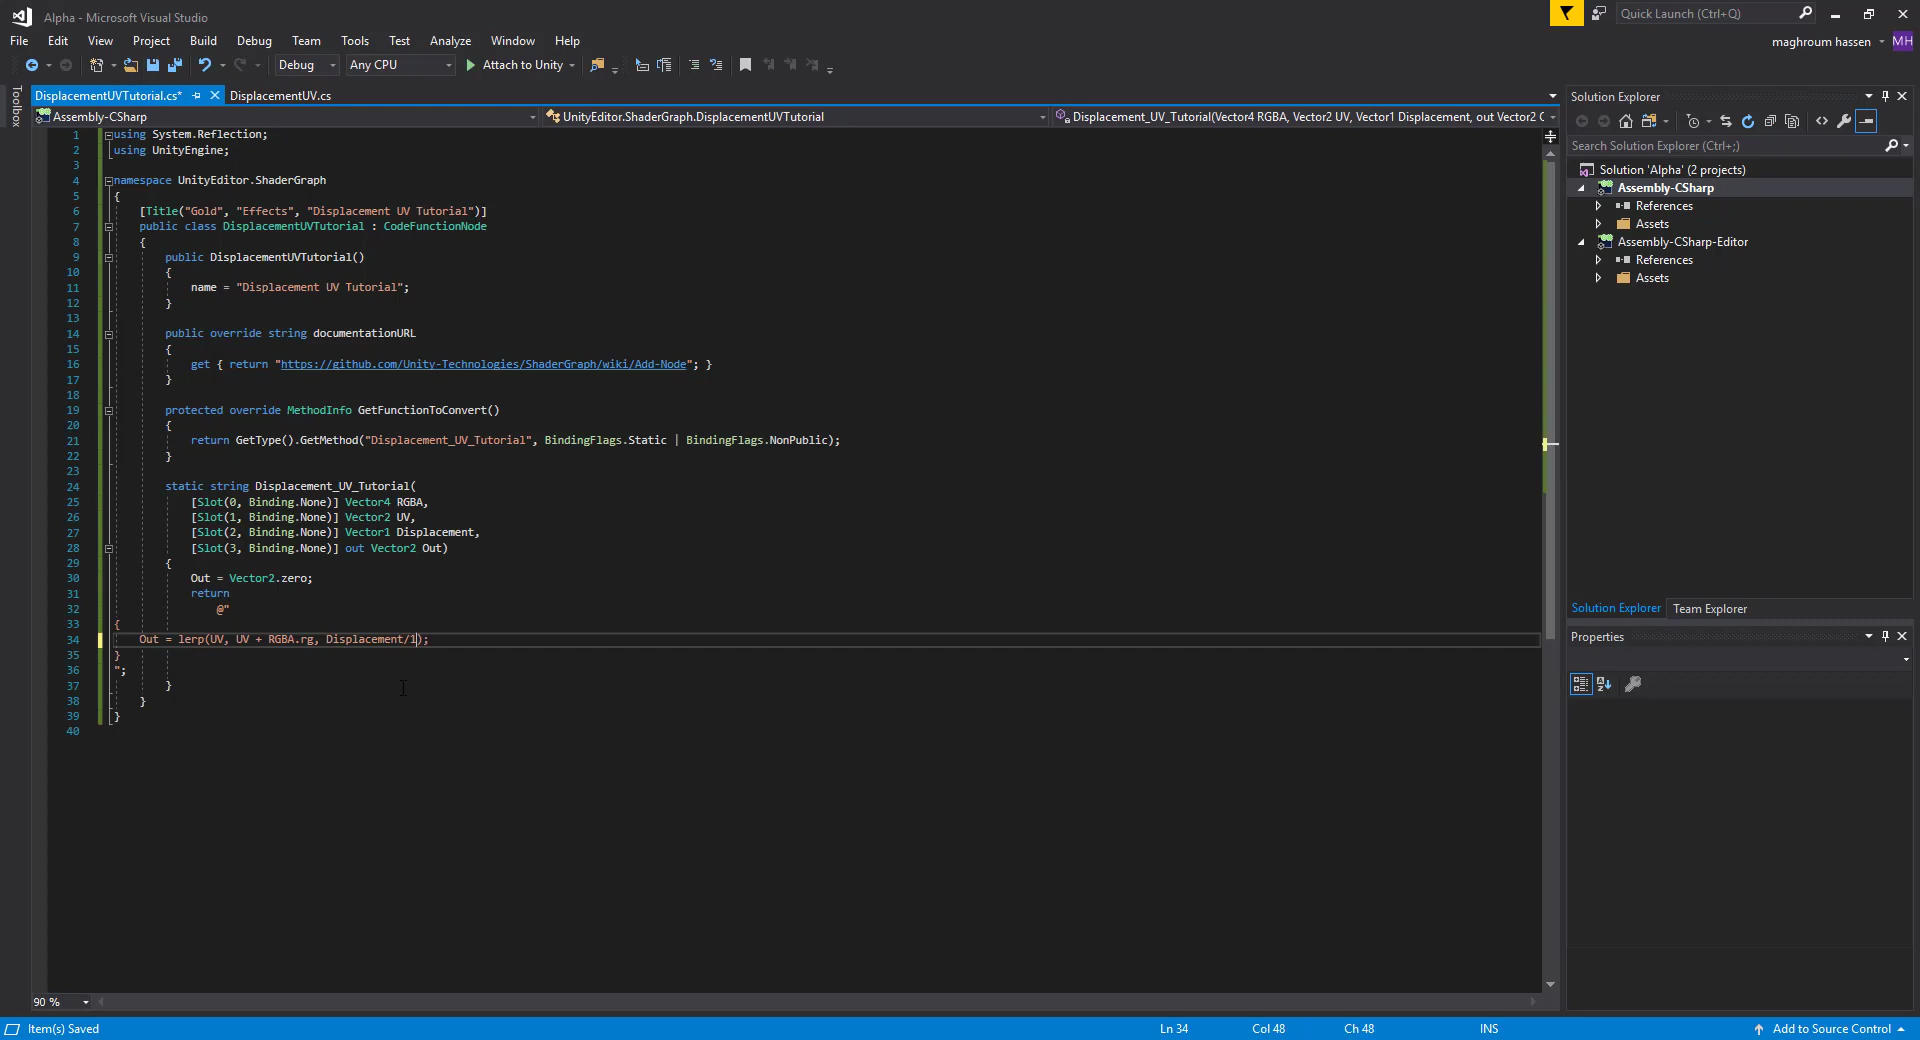 Alpha - Microsoft Visual Studio
Quick Launch (Ctrl+Q)
File Edit View Project Build Debug Team Tools Test Analyze Window Help
maghroum hassen MH
Debug Any CPU Attach to Unity
Toolbox
DisplacementUVTutorial.cs* DisplacementUV.cs
Assembly-CSharp UnityEditor.ShaderGraph.DisplacementUVTutorial Displacement_UV_Tutorial(Vector4 RGBA, Vector2 UV, Vector1 Displacement, out Vector2 O
1 using System.Reflection;
2 using UnityEngine;
3
4 namespace UnityEditor.ShaderGraph
5 {
6 [Title("Gold", "Effects", "Displacement UV Tutorial")]
7 public class DisplacementUVTutorial : CodeFunctionNode
8 {
9 public DisplacementUVTutorial()
10 {
11 name = "Displacement UV Tutorial";
12 }
13
14 public override string documentationURL
15 {
16 get { return "https://github.com/Unity-Technologies/ShaderGraph/wiki/Add-Node"; }
17 }
18
19 protected override MethodInfo GetFunctionToConvert()
20 {
21 return GetType().GetMethod("Displacement_UV_Tutorial", BindingFlags.Static | BindingFlags.NonPublic);
22 }
23
24 static string Displacement_UV_Tutorial(
25 [Slot(0, Binding.None)] Vector4 RGBA,
26 [Slot(1, Binding.None)] Vector2 UV,
27 [Slot(2, Binding.None)] Vector1 Displacement,
28 [Slot(3, Binding.None)] out Vector2 Out)
29 {
30 Out = Vector2.zero;
31 return
32 @"
33 {
34 Out = lerp(UV, UV + RGBA.rg, Displacement/1);
35 }
36 ";
37 }
38 }
39 }
40
90 %
Solution Explorer
Search Solution Explorer (Ctrl+;)
Solution 'Alpha' (2 projects)
Assembly-CSharp
References
Assets
Assembly-CSharp-Editor
References
Assets
Solution Explorer Team Explorer
Properties
Item(s) Saved Ln 34 Col 48 Ch 48 INS Add to Source Control